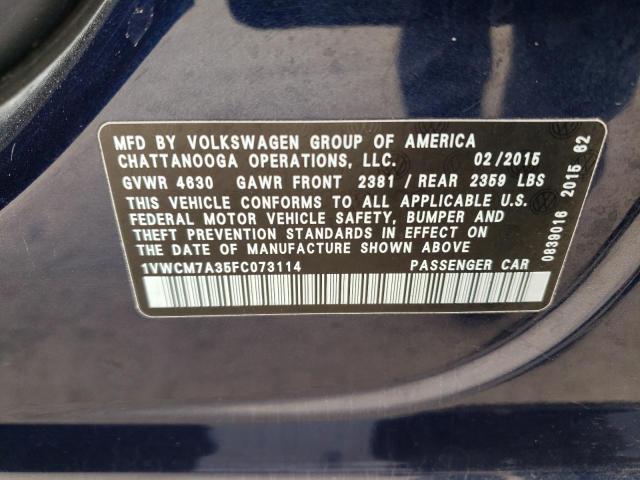 MFD BY VOLKSWAGEN GROUP OF AMERICA
CHATTANOOGA OPERATIONS, LLC. 02/2015
GVWR 4630 GAWR FRONT 2381 / REAR 2359 LBS
THIS VEHICLE CONFORMS TO ALL APPLICABLE U.S.
FEDERAL MOTOR VEHICLE SAFETY, BUMPER AND
THEFT PREVENTION STANDARDS IN EFFECT ON
THE DATE OF MANUFACTURE SHOWN ABOVE
1VWCM7A35FC073114 PASSENGER CAR
0839016 2015 62